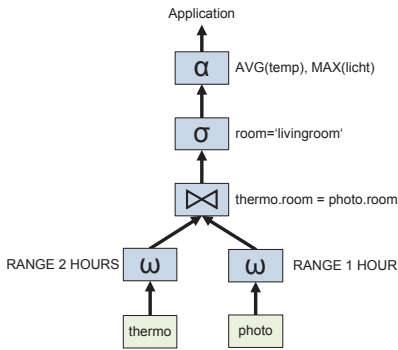 Application
α AVG(temp), MAX(licht)
σ room=‘livingroom‘
⋈ thermo.room = photo.room
RANGE 2 HOURS ω ω RANGE 1 HOUR
thermo photo